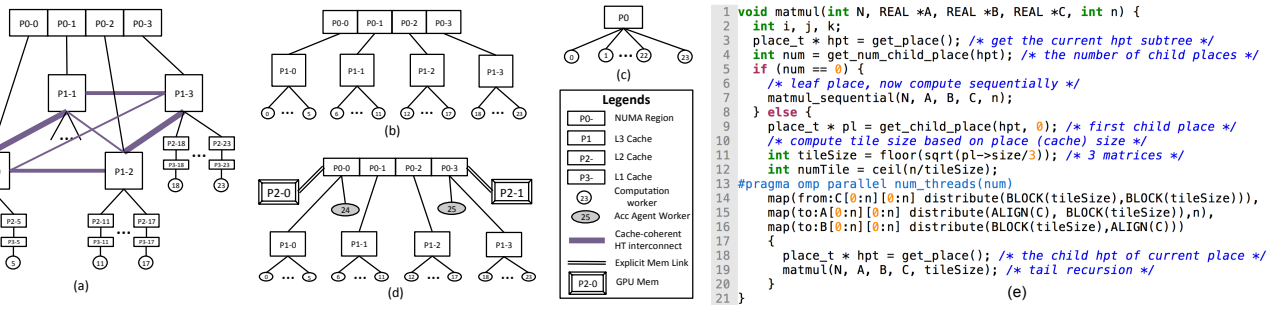 P0-0 P0-1 P0-2 P0-3
P1-1
P1-3
...
P1-2
P2-18 ... P2-23
P3-18 P3-23
18 23
P2-5
P3-5
5
P2-11 ... P2-17
P3-11 P3-17
11 17
(a)
P0-0 P0-1 P0-2 P0-3
P1-0 P1-1 P1-2 P1-3
0 ... 5 6 ... 11 12 ... 17 18 ... 23
(b)
P0-0 P0-1 P0-2 P0-3
P2-0
P2-1
24
25
P1-0 P1-1 P1-2 P1-3
0 ... 5 6 ... 11 12 ... 17 18 ... 23
(d)
P0
0 1 ... 22 23
(c)
Legends
P0- NUMA Region
P1 L3 Cache
P2- L2 Cache
P3- L1 Cache
23 Computation
worker
25 Acc Agent Worker
Cache-coherent
HT interconnect
Explicit Mem Link
P2-0 GPU Mem
1 void matmul(int N, REAL *A, REAL *B, REAL *C, int n) {
2 int i, j, k;
3 place_t * hpt = get_place(); /* get the current hpt subtree */
4 int num = get_num_child_place(hpt); /* the number of child places */
5 if (num == 0) {
6 /* leaf place, now compute sequentially */
7 matmul_sequential(N, A, B, C, n);
8 } else {
9 place_t * pl = get_child_place(hpt, 0); /* first child place */
10 /* compute tile size based on place (cache) size */
11 int tileSize = floor(sqrt(pl->size/3)); /* 3 matrices */
12 int numTile = ceil(n/tileSize);
13 #pragma omp parallel num_threads(num)
14 map(from:C[0:n][0:n] distribute(BLOCK(tileSize),BLOCK(tileSize))),
15 map(to:A[0:n][0:n] distribute(ALIGN(C), BLOCK(tileSize)),n),
16 map(to:B[0:n][0:n] distribute(BLOCK(tileSize),ALIGN(C)))
17 {
18 place_t * hpt = get_place(); /* the child hpt of current place */
19 matmul(N, A, B, C, tileSize); /* tail recursion */
20 }
21 }
(e)